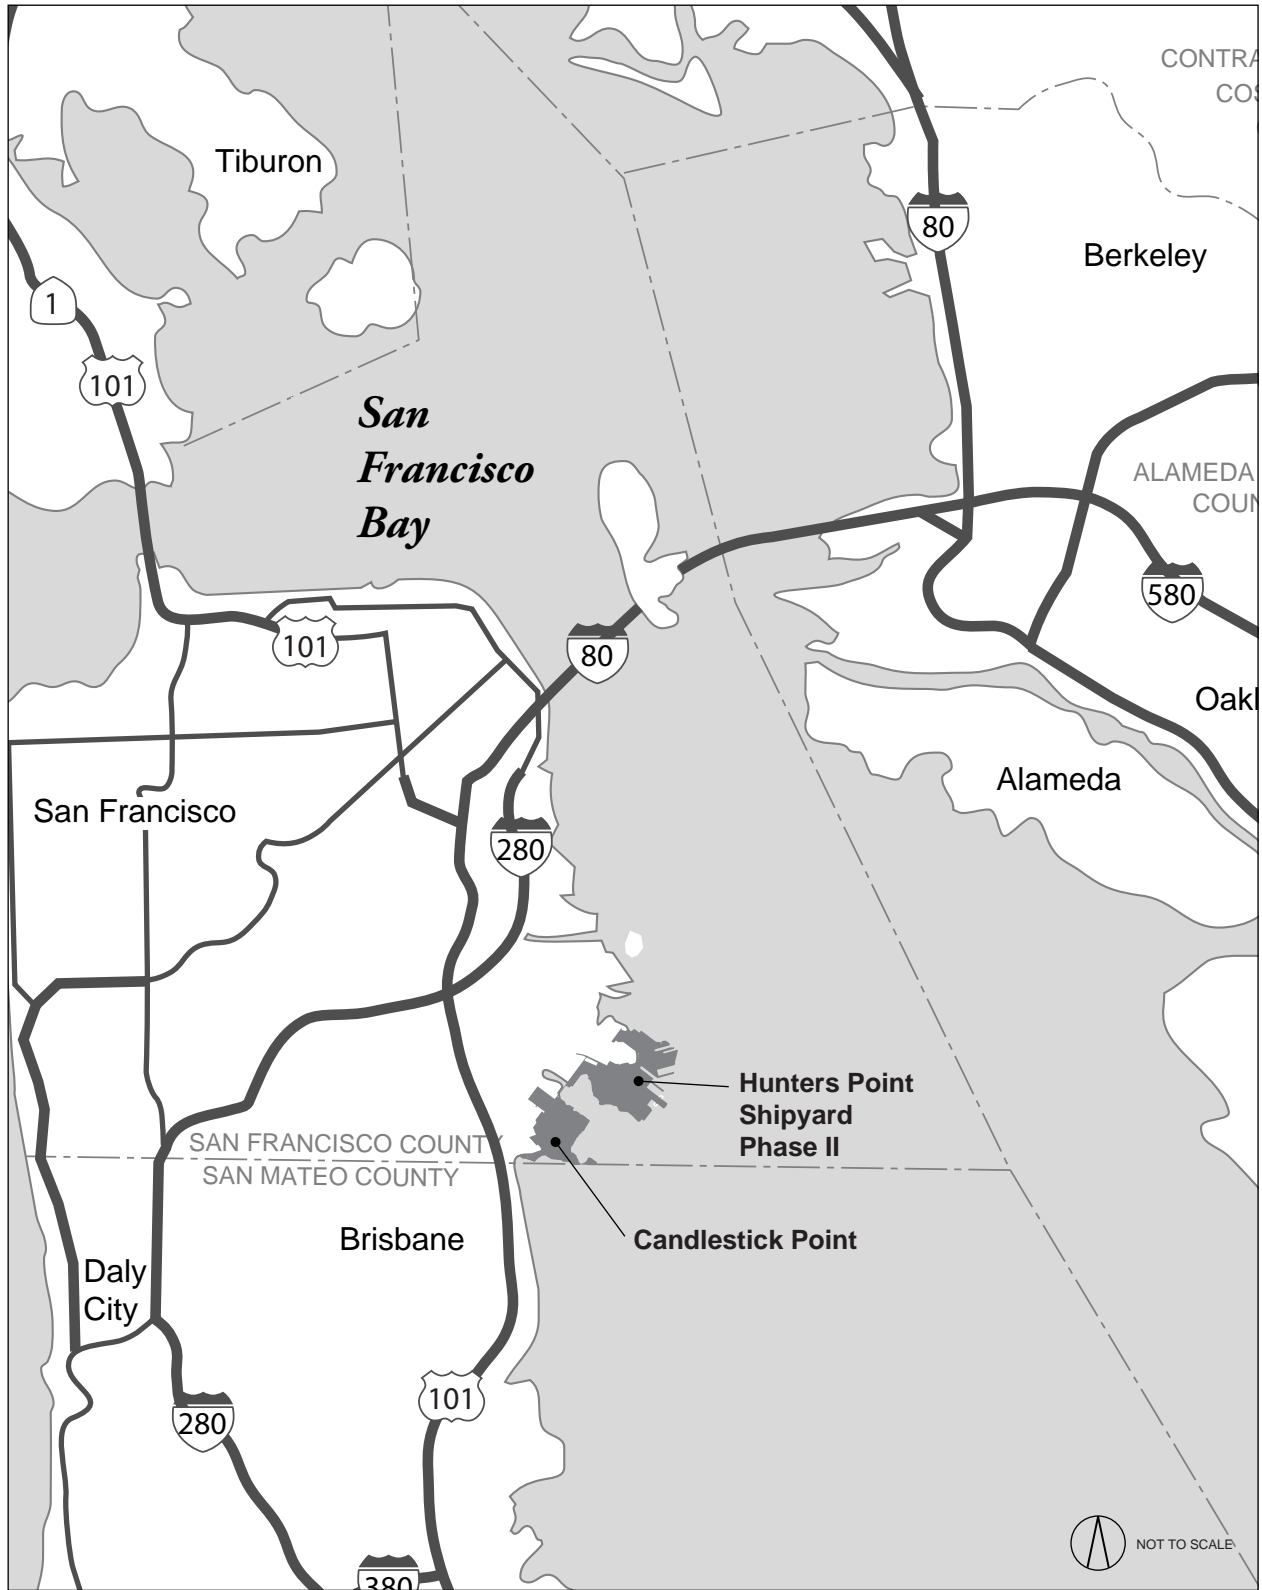 CONTRA
COS
Tiburon
80
Berkeley
1
101
San
Francisco
Bay
ALAMEDA
COUN
580
101
80
Oakl
Alameda
San Francisco
280
Hunters Point
Shipyard
Phase II
SAN FRANCISCO COUNTY
SAN MATEO COUNTY
Brisbane
Candlestick Point
Daly
City
101
280
NOT TO SCALE
380